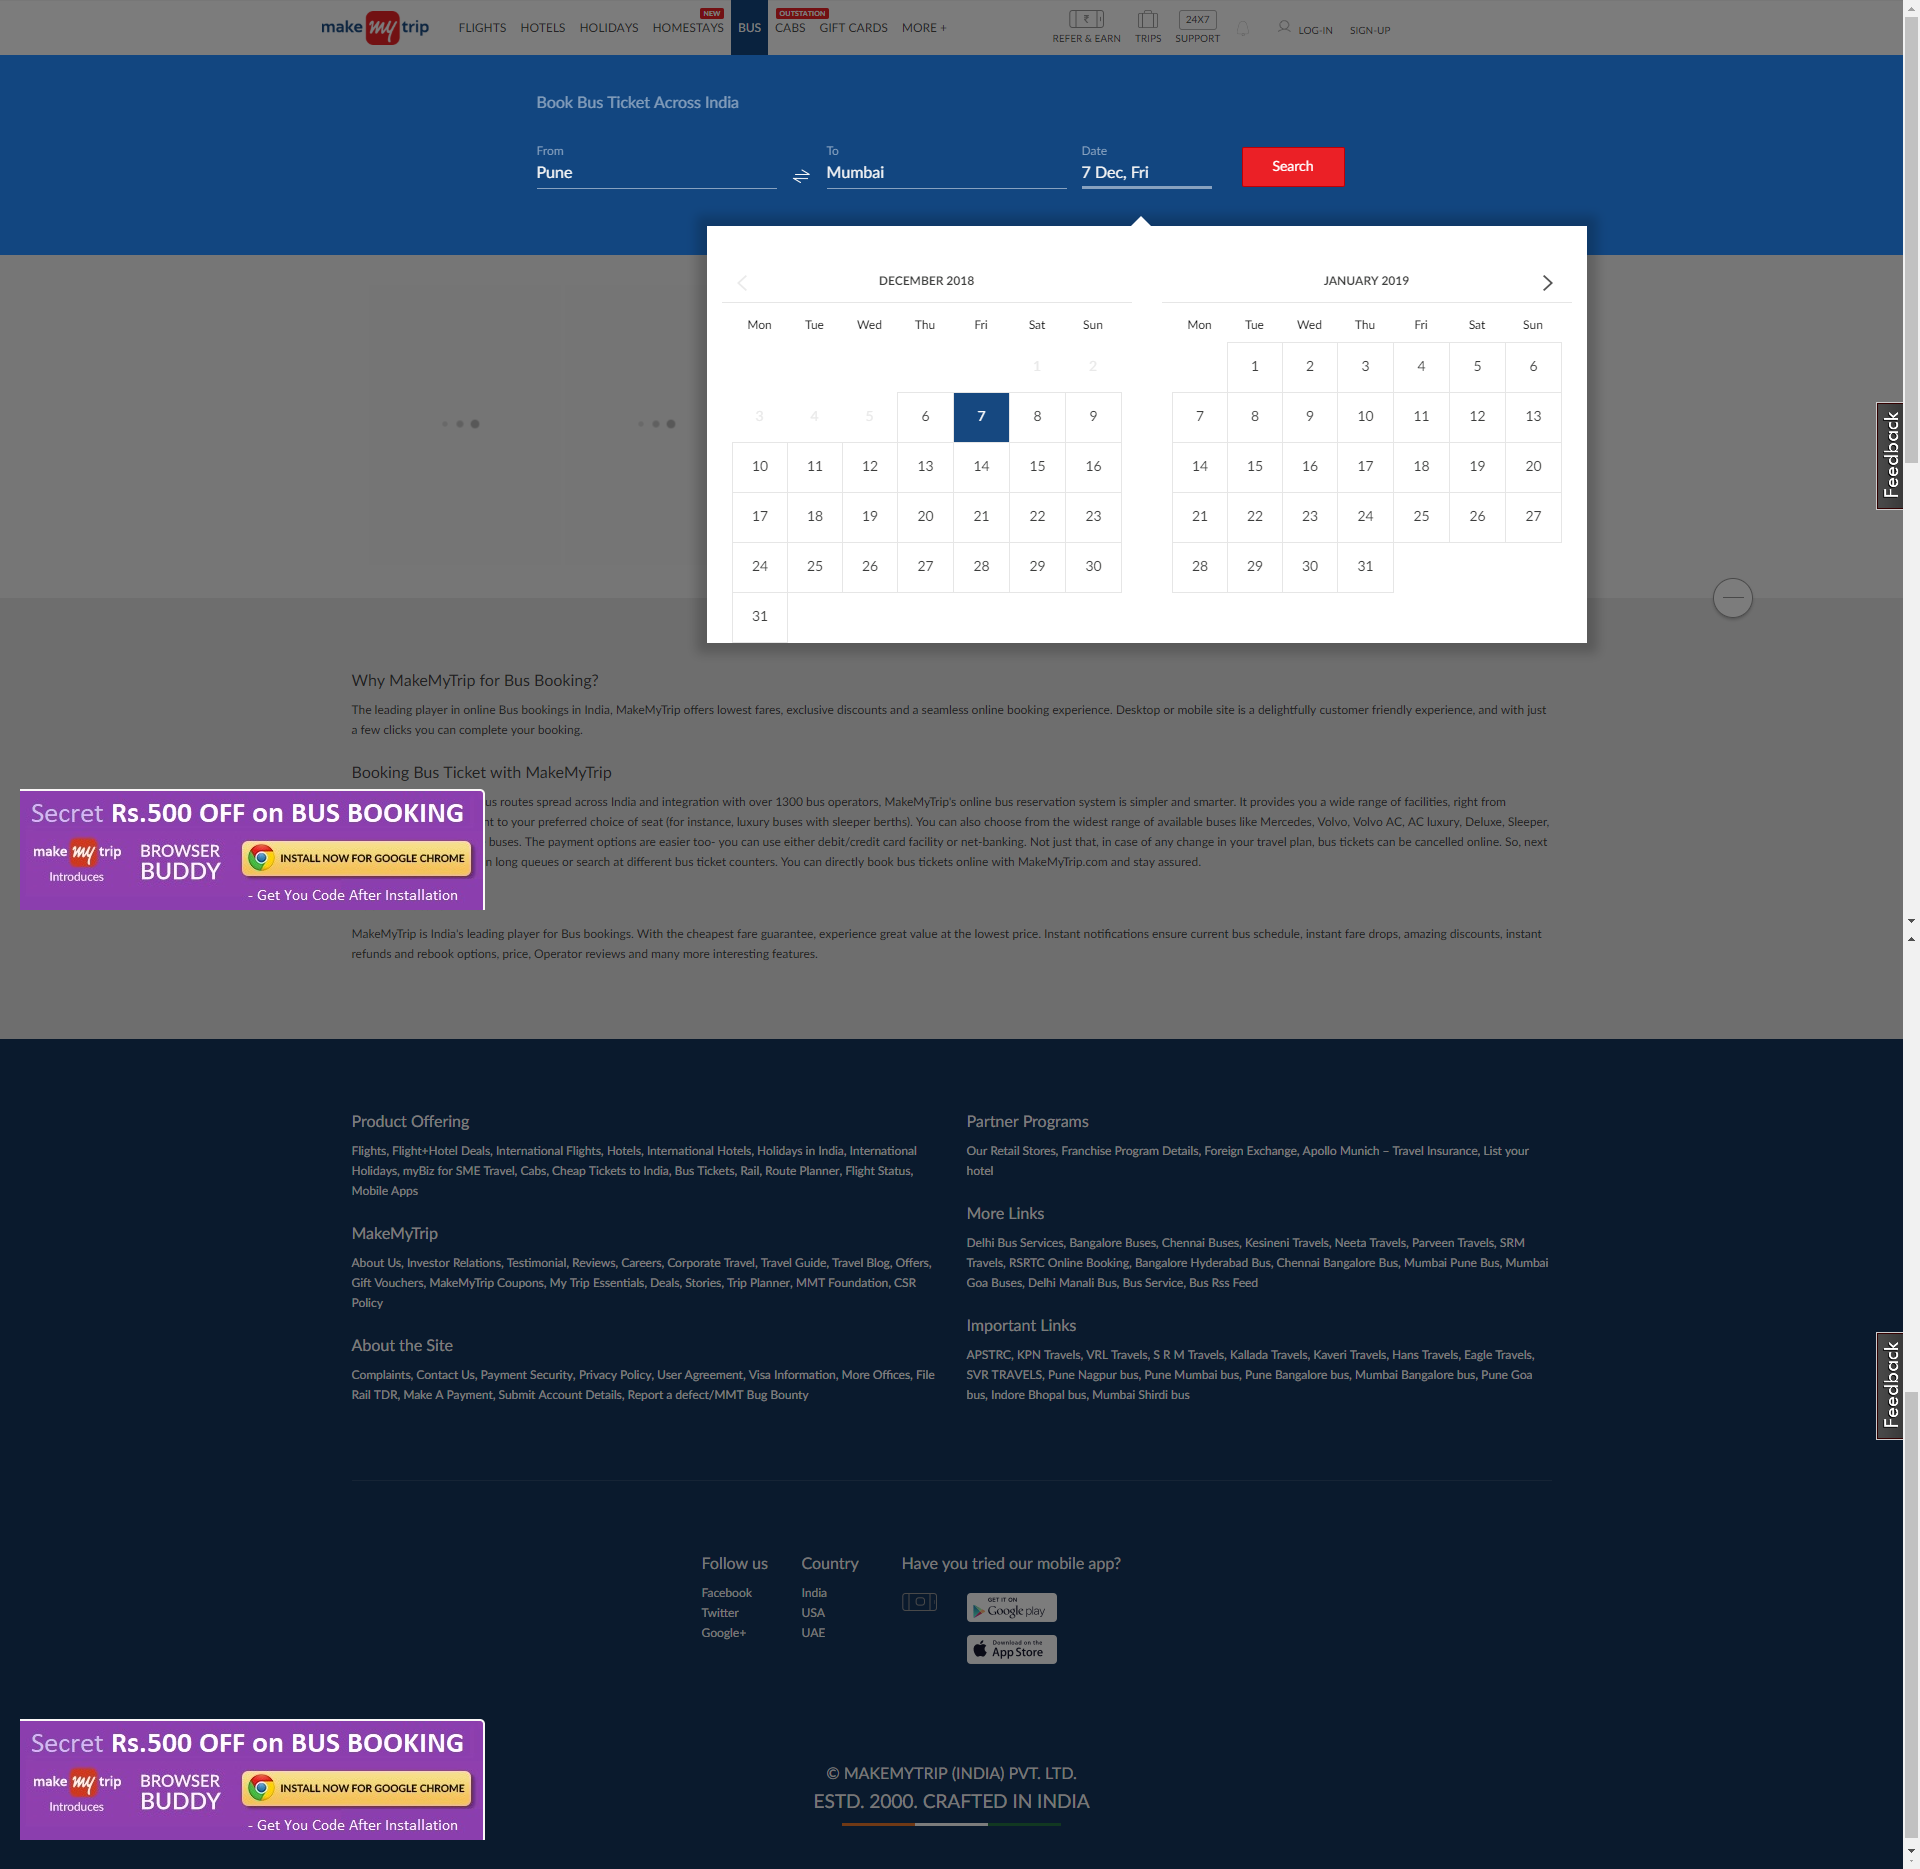 make my trip FLIGHTS HOTELS HOLIDAYS HOMESTAYS NEW BUS CABS OUTSTATION GIFT CARDS MORE + REFER & EARN TRIPS 24X7 SUPPORT LOG-IN SIGN-UP
Book Bus Ticket Across India
From To Date
Pune Mumbai 7 Dec, Fri Search
DECEMBER 2018
Mon Tue Wed Thu Fri Sat Sun
1 2
3 4 5 6 7 8 9
10 11 12 13 14 15 16
17 18 19 20 21 22 23
24 25 26 27 28 29 30
31
JANUARY 2019
Mon Tue Wed Thu Fri Sat Sun
1 2 3 4 5 6
7 8 9 10 11 12 13
14 15 16 17 18 19 20
21 22 23 24 25 26 27
28 29 30 31
Feedback
Why MakeMyTrip for Bus Booking?
The leading player in online Bus bookings in India, MakeMyTrip offers lowest fares, exclusive discounts and a seamless online booking experience. Desktop or mobile site is a delightfully customer friendly experience, and with just
a few clicks you can complete your booking.
Booking Bus Ticket with MakeMyTrip
us routes spread across India and integration with over 1300 bus operators, MakeMyTrip's online bus reservation system is simpler and smarter. It provides you a wide range of facilities, right from
nt to your preferred choice of seat (for instance, luxury buses with sleeper berths). You can also choose from the widest range of available buses like Mercedes, Volvo, Volvo AC, AC luxury, Deluxe, Sleeper,
buses. The payment options are easier too- you can use either debit/credit card facility or net-banking. Not just that, in case of any change in your travel plan, bus tickets can be cancelled online. So, next
n long queues or search at different bus ticket counters. You can directly book bus tickets online with MakeMyTrip.com and stay assured.
Secret Rs.500 OFF on BUS BOOKING
make my trip
Introduces
BROWSER
BUDDY
INSTALL NOW FOR GOOGLE CHROME
- Get You Code After Installation
MakeMyTrip is India's leading player for Bus bookings. With the cheapest fare guarantee, experience great value at the lowest price. Instant notifications ensure current bus schedule, instant fare drops, amazing discounts, instant
refunds and rebook options, price, Operator reviews and many more interesting features.
Product Offering
Flights, Flight+Hotel Deals, International Flights, Hotels, International Hotels, Holidays in India, International
Holidays, myBiz for SME Travel, Cabs, Cheap Tickets to India, Bus Tickets, Rail, Route Planner, Flight Status,
Mobile Apps
MakeMyTrip
About Us, Investor Relations, Testimonial, Reviews, Careers, Corporate Travel, Travel Guide, Travel Blog, Offers,
Gift Vouchers, MakeMyTrip Coupons, My Trip Essentials, Deals, Stories, Trip Planner, MMT Foundation, CSR
Policy
About the Site
Complaints, Contact Us, Payment Security, Privacy Policy, User Agreement, Visa Information, More Offices, File
Rail TDR, Make A Payment, Submit Account Details, Report a defect/MMT Bug Bounty
Partner Programs
Our Retail Stores, Franchise Program Details, Foreign Exchange, Apollo Munich – Travel Insurance, List your
hotel
More Links
Delhi Bus Services, Bangalore Buses, Chennai Buses, Kesineni Travels, Neeta Travels, Parveen Travels, SRM
Travels, RSRTC Online Booking, Bangalore Hyderabad Bus, Chennai Bangalore Bus, Mumbai Pune Bus, Mumbai
Goa Buses, Delhi Manali Bus, Bus Service, Bus Rss Feed
Important Links
APSTRC, KPN Travels, VRL Travels, S R M Travels, Kallada Travels, Kaveri Travels, Hans Travels, Eagle Travels,
SVR TRAVELS, Pune Nagpur bus, Pune Mumbai bus, Pune Bangalore bus, Mumbai Bangalore bus, Pune Goa
bus, Indore Bhopal bus, Mumbai Shirdi bus
Feedback
Follow us
Facebook
Twitter
Google+
Country
India
USA
UAE
Have you tried our mobile app?
GET IT ON
Google play
Download on the
App Store
Secret Rs.500 OFF on BUS BOOKING
make my trip
Introduces
BROWSER
BUDDY
INSTALL NOW FOR GOOGLE CHROME
- Get You Code After Installation
© MAKEMYTRIP (INDIA) PVT. LTD.
ESTD. 2000. CRAFTED IN INDIA